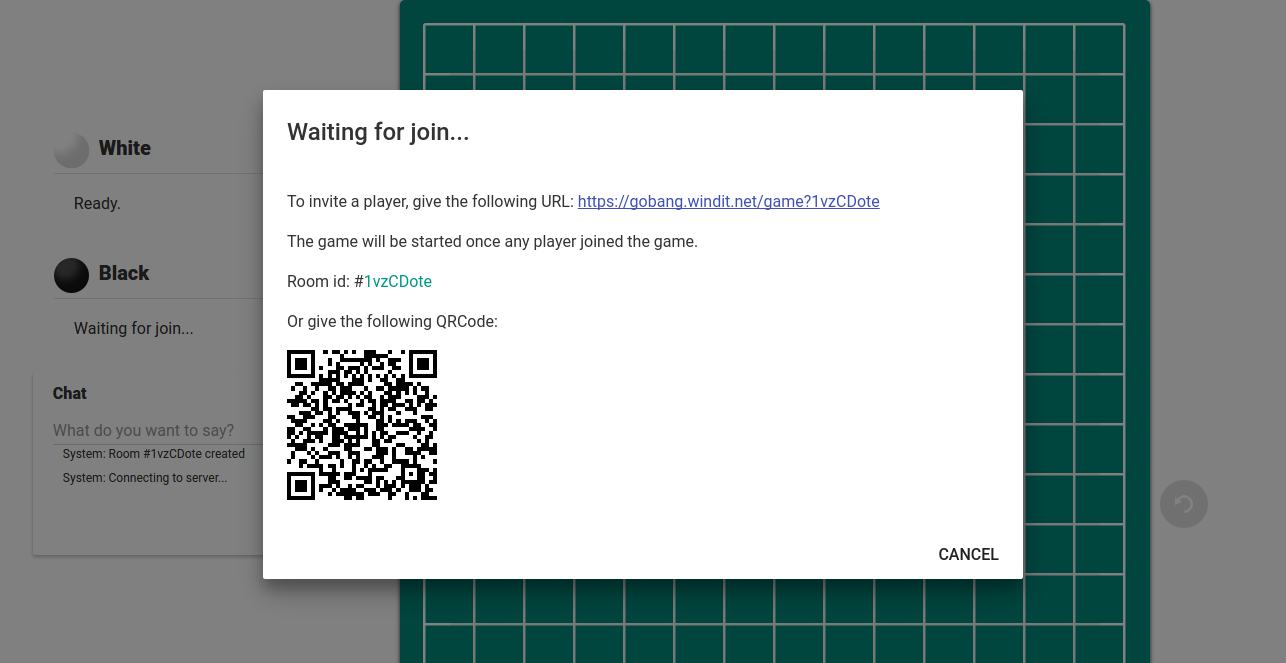 White
Ready.
Black
Waiting for join...
Chat
What do you want to say?
System: Room #1vzCDote created
System: Connecting to server...
Waiting for join...
To invite a player, give the following URL: https://gobang.windit.net/game?1vzCDote
The game will be started once any player joined the game.
Room id: #1vzCDote
Or give the following QRCode:
CANCEL